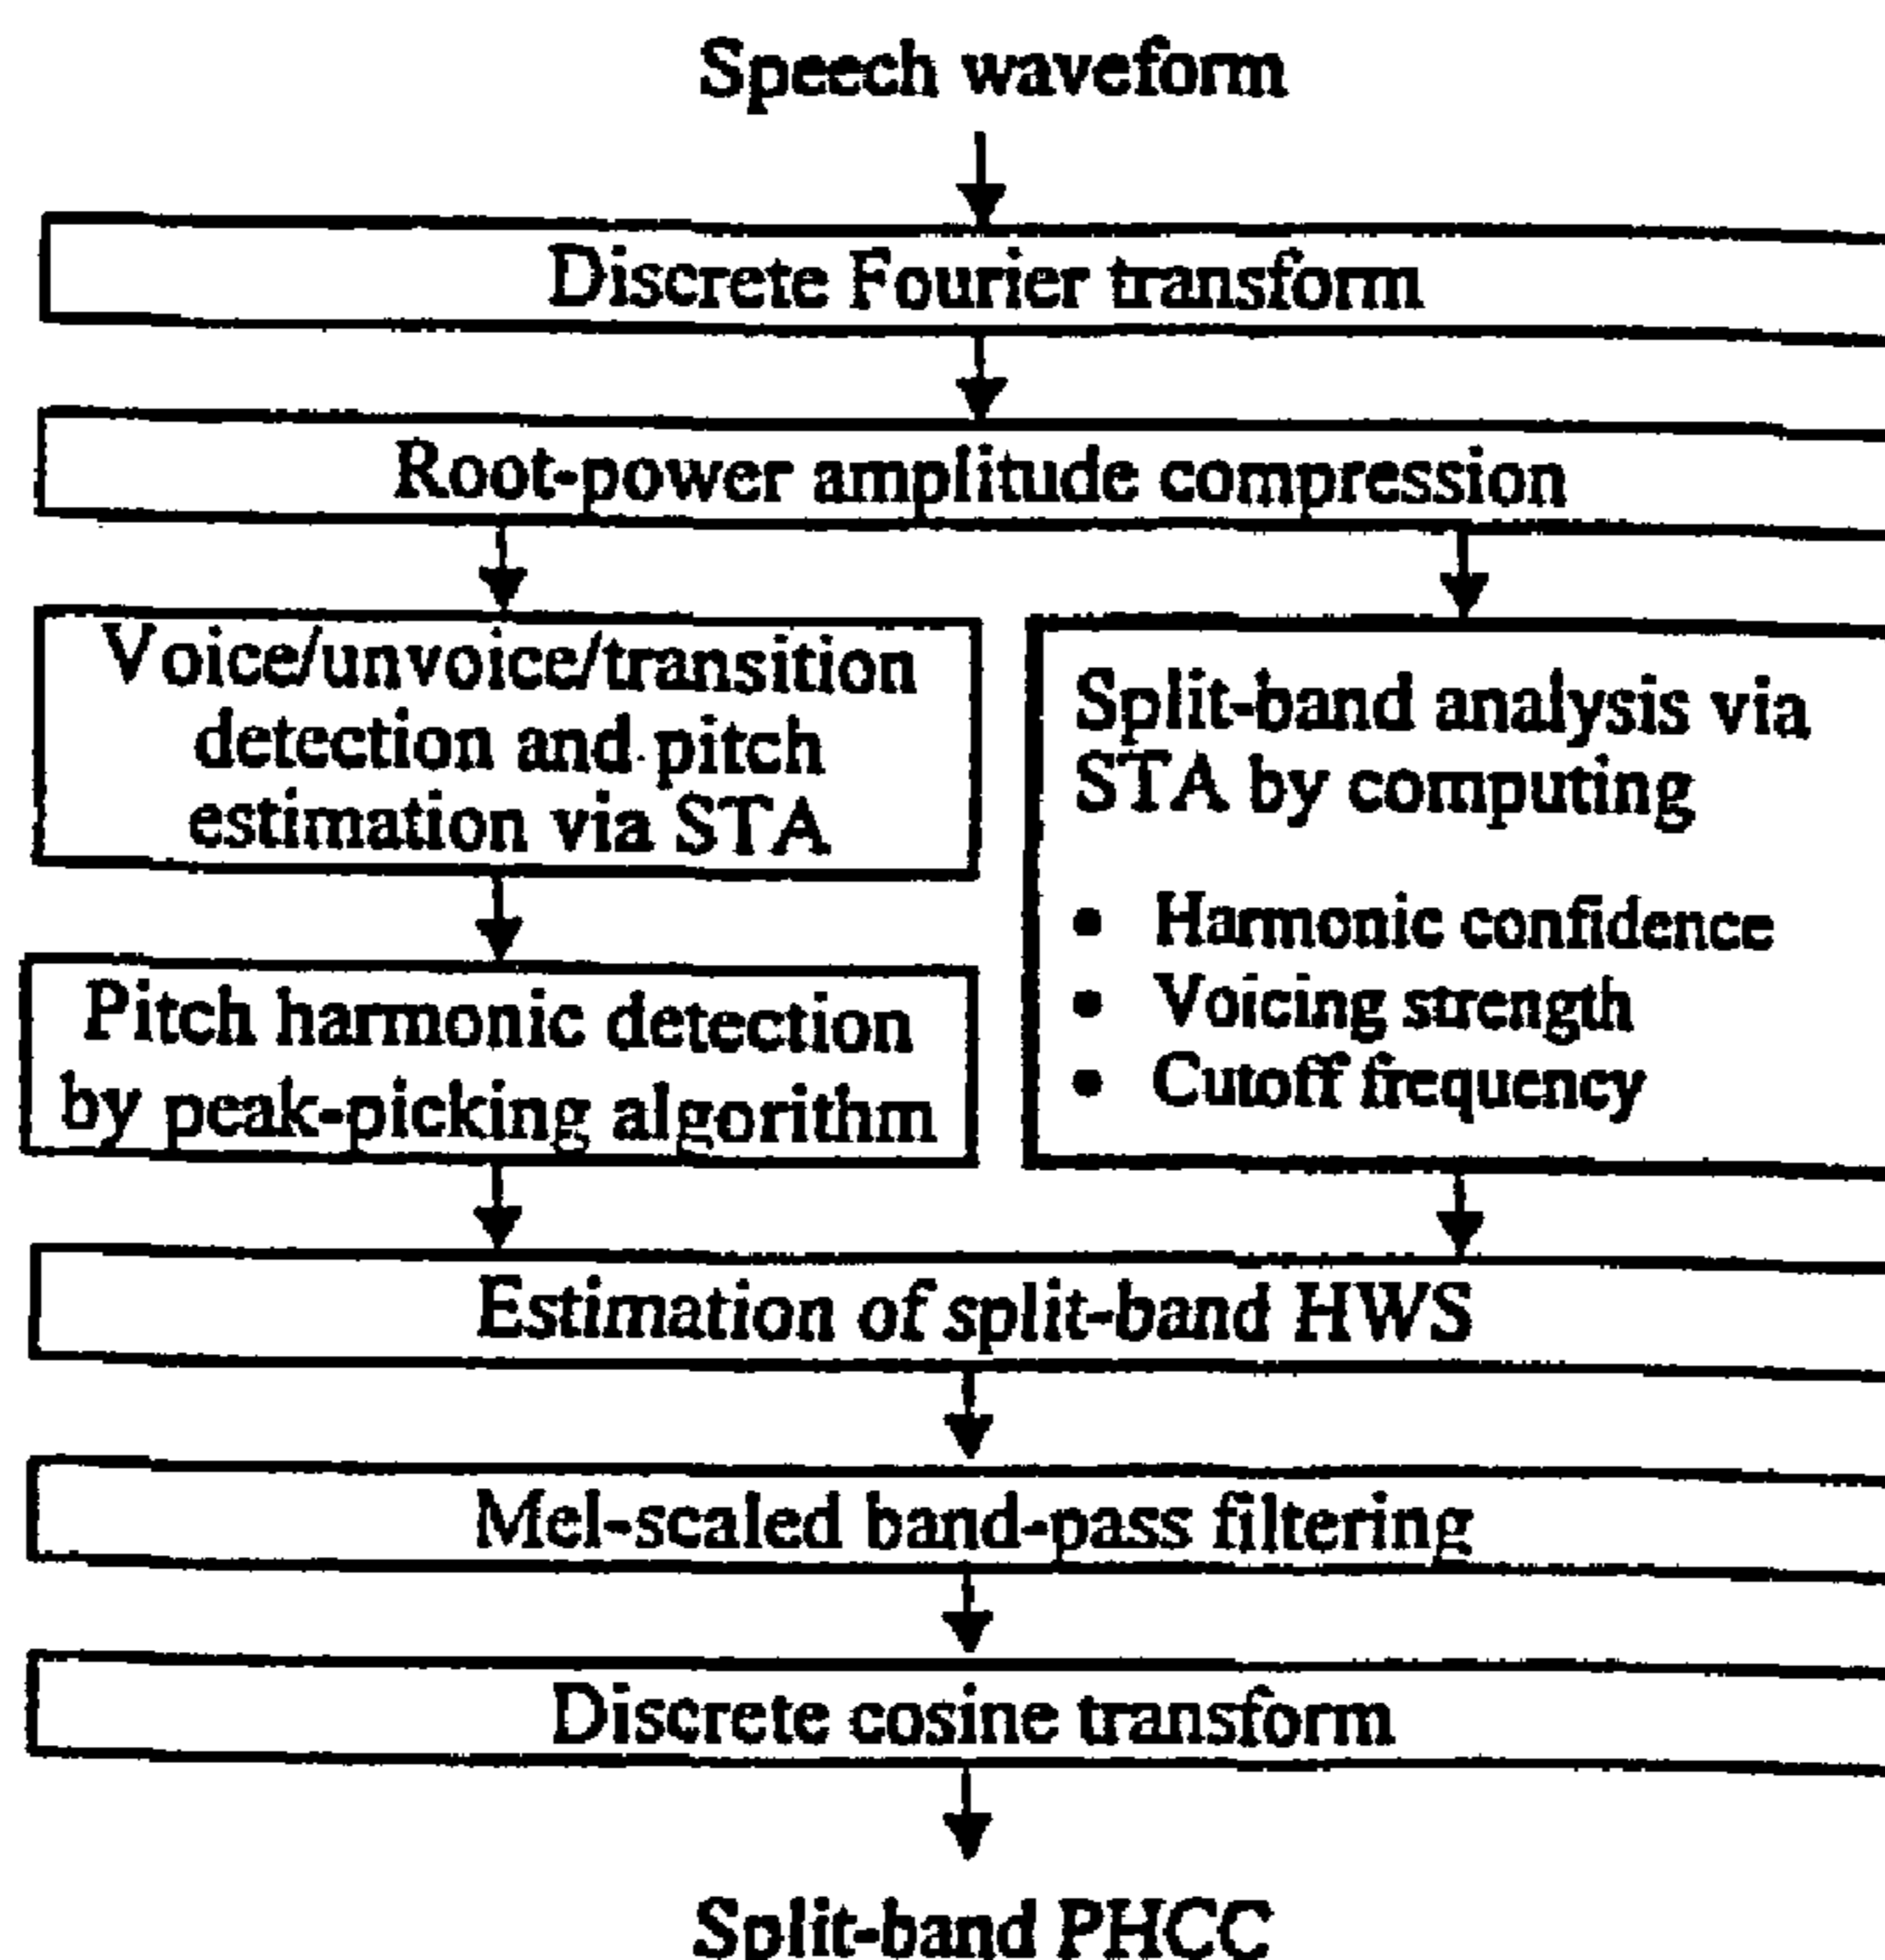 Speech waveform
Discrete Fourier transform
Root-power amplitude compression
Voice/unvoice/transition
detection and pitch
estimation via STA
Pitch harmonic detection
by peak-picking algorithm
Split-band analysis via
STA by computing
• Harmonic confidence
• Voicing strength
• Cutoff frequency
Estimation of split-band HWS
Mel-scaled band-pass filtering
Discrete cosine transform
Split-band PHCC